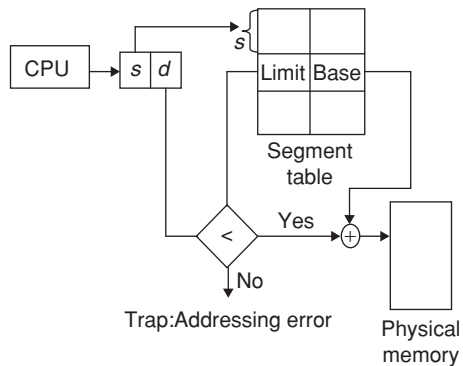 s
CPU
s d
Limit Base
Segment
table
<
Yes
+
No
Trap:Addressing error
Physical
memory